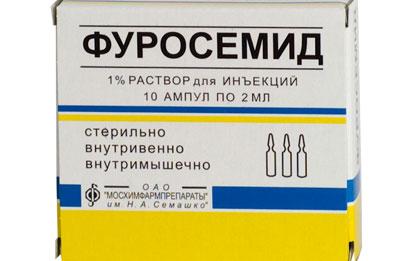 ФУРОСЕМИД
1% РАСТВОР для ИНЪЕКЦИЙ
10 АМПУЛ ПО 2 МЛ
стерильно
внутривенно
внутримышечно
ОАО
"МОСХИМФАРМПРЕПАРАТЫ"
им. Н. А. Семашко"